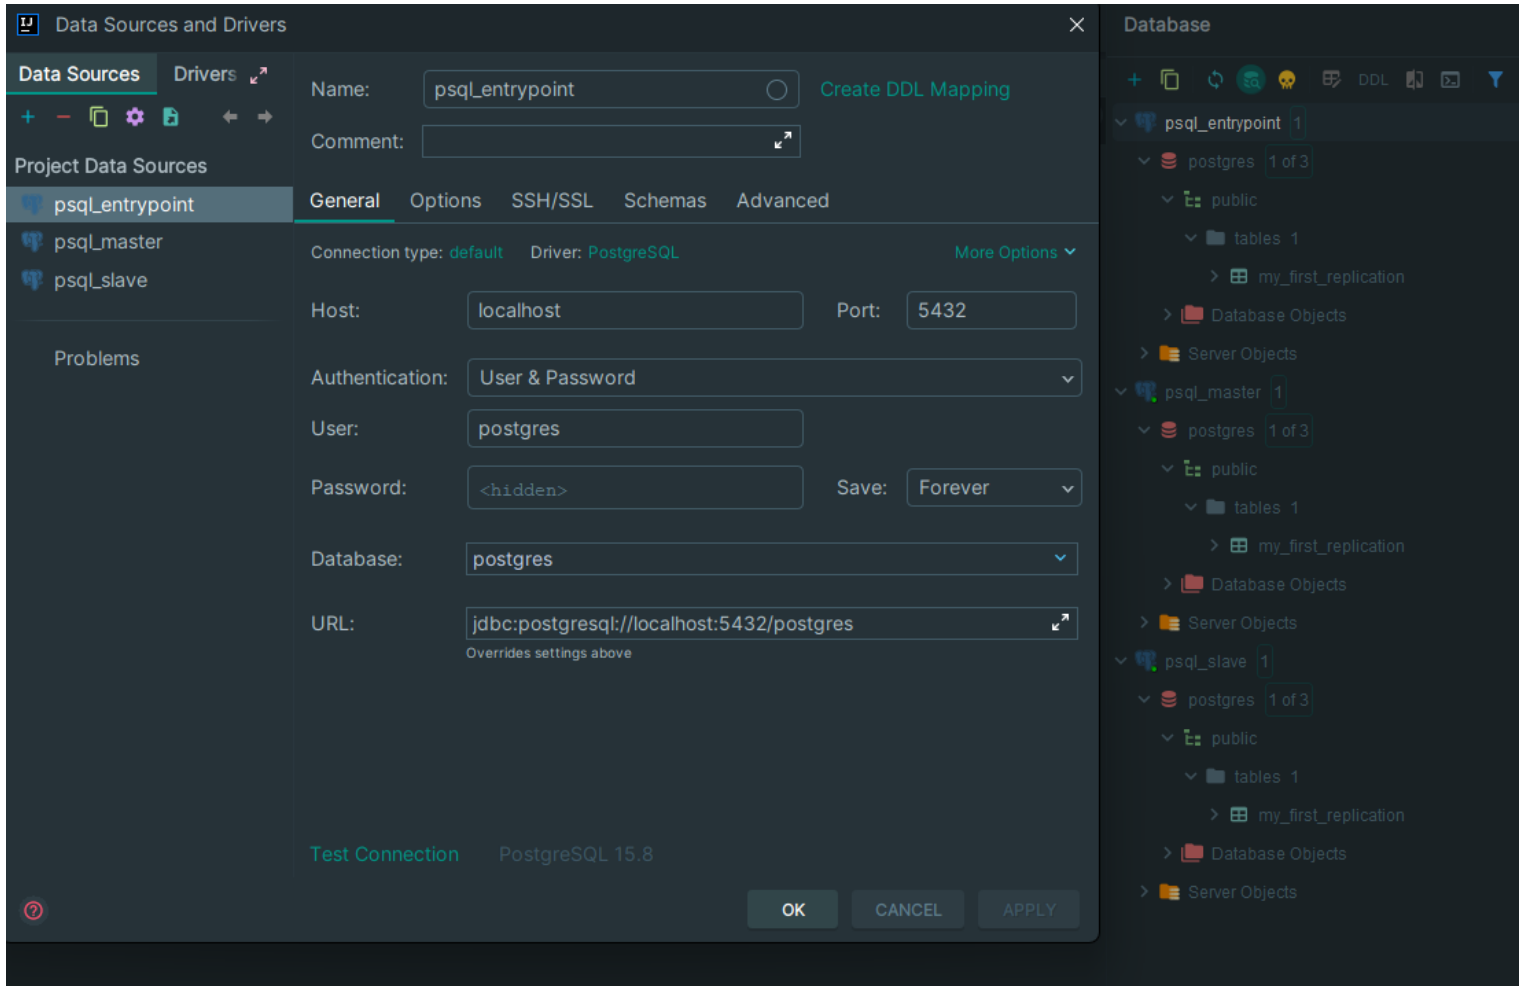 Data Sources and Drivers
Data Sources Drivers
Project Data Sources
psql_entrypoint
psql_master
psql_slave
Problems
Name: psql_entrypoint Create DDL Mapping
Comment:
General Options SSH/SSL Schemas Advanced
Connection type: default Driver: PostgreSQL More Options
Host: localhost Port: 5432
Authentication: User & Password
User: postgres
Password: <hidden> Save: Forever
Database: postgres
URL: jdbc:postgresql://localhost:5432/postgres
Overrides settings above
Test Connection PostgreSQL 15.8
OK CANCEL APPLY
Database
DDL
psql_entrypoint 1
postgres 1 of 3
public
tables 1
my_first_replication
Database Objects
Server Objects
psql_master 1
postgres 1 of 3
public
tables 1
my_first_replication
Database Objects
Server Objects
psql_slave 1
postgres 1 of 3
public
tables 1
my_first_replication
Database Objects
Server Objects